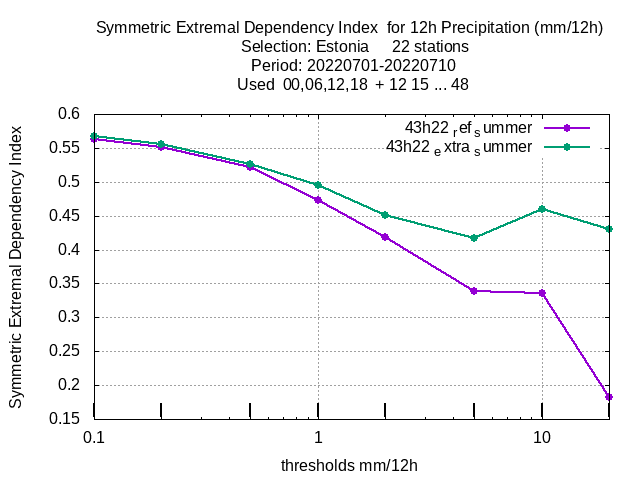 Symmetric Extremal Dependency Index  for 12h Precipitation (mm/12h)
Selection: Estonia     22 stations
Period: 20220701-20220710
Used  00,06,12,18  + 12 15 ... 48
43h22 ref summer
43h22 extra summer
Symmetric Extremal Dependency Index
0.6
0.55
0.5
0.45
0.4
0.35
0.3
0.25
0.2
0.15
0.1 1 10
thresholds mm/12h